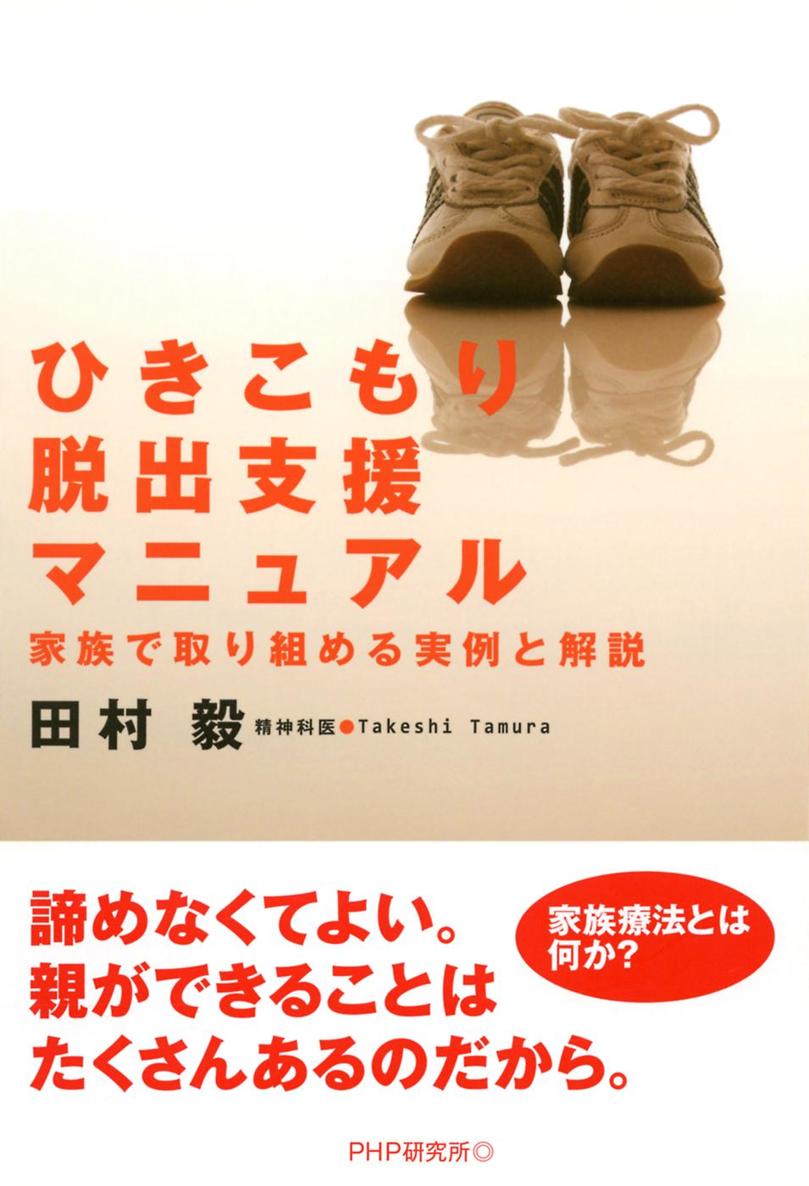 ひきこもり
脱出支援
マニュアル
家族で取り組める実例と解説
田村 毅 精神科医●Takeshi Tamura
諦めなくてよい。
親ができることは
たくさんあるのだから。
家族療法とは
何か?
PHP研究所◎